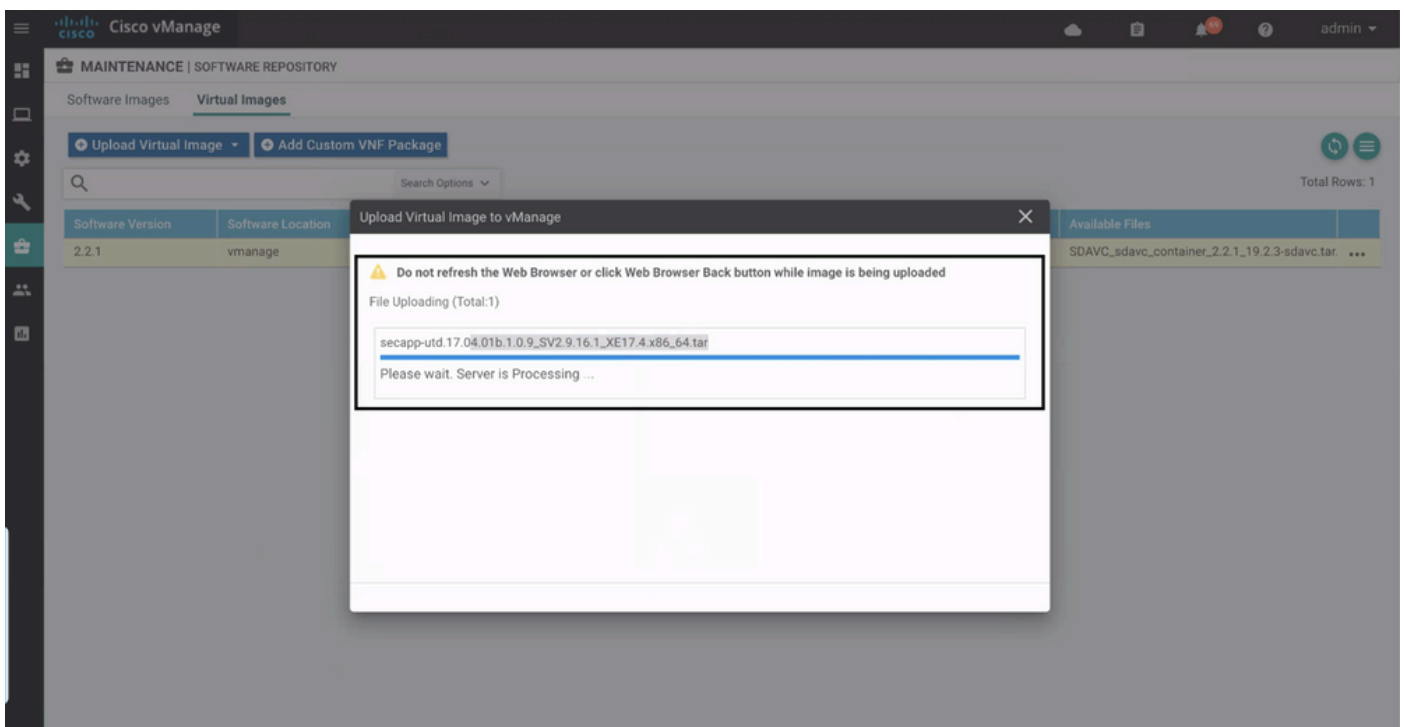 cisco Cisco vManage
admin
MAINTENANCE | SOFTWARE REPOSITORY
Software Images Virtual Images
Upload Virtual Image Add Custom VNF Package
Search Options
Total Rows: 1
Software Version Software Location Available Files
2.2.1 vmanage SDAVC_sdavc_container_2.2.1_19.2.3-sdavc.tar. ...
Upload Virtual Image to vManage
Do not refresh the Web Browser or click Web Browser Back button while image is being uploaded
File Uploading (Total:1)
secapp-utd.17.04.01b.1.0.9_SV2.9.16.1_XE17.4.x86_64.tar
Please wait. Server is Processing ...